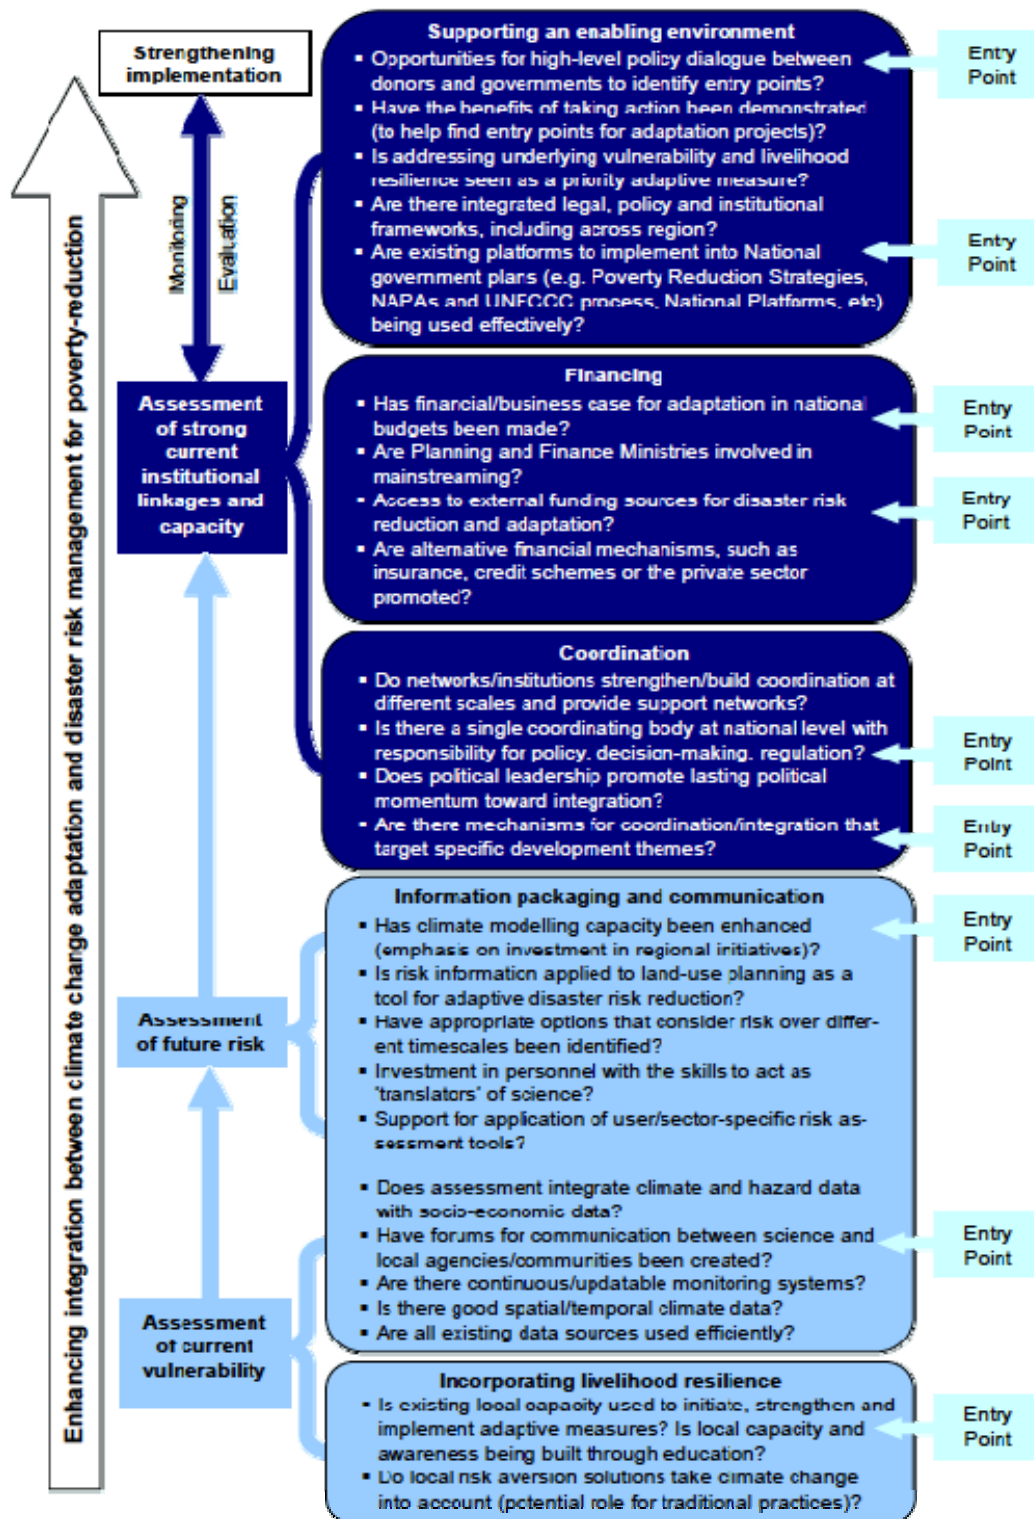 Enhancing integration between climate change adaptation and disaster risk management for poverty-reduction
Strengthening
implementation
Monitoring
Evaluation
Assessment
of strong
current
institutional
linkages and
capacity
Assessment
of future risk
Assessment
of current
vulnerability
Supporting an enabling environment
▪ Opportunities for high-level policy dialogue between
donors and governments to identify entry points?
▪ Have the benefits of taking action been demonstrated
(to help find entry points for adaptation projects)?
▪ Is addressing underlying vulnerability and livelihood
resilience seen as a priority adaptive measure?
▪ Are there integrated legal, policy and institutional
frameworks, including across region?
▪ Are existing platforms to implement into National
government plans (e.g. Poverty Reduction Strategies,
NAPAs and UNFCCC process, National Platforms, etc)
being used effectively?
Entry
Point
Entry
Point
Financing
▪ Has financial/business case for adaptation in national
budgets been made?
▪ Are Planning and Finance Ministries involved in
mainstreaming?
▪ Access to external funding sources for disaster risk
reduction and adaptation?
▪ Are alternative financial mechanisms, such as
insurance, credit schemes or the private sector
promoted?
Entry
Point
Entry
Point
Coordination
▪ Do networks/institutions strengthen/build coordination at
different scales and provide support networks?
▪ Is there a single coordinating body at national level with
responsibility for policy, decision-making, regulation?
▪ Does political leadership promote lasting political
momentum toward integration?
▪ Are there mechanisms for coordination/integration that
target specific development themes?
Entry
Point
Entry
Point
Information packaging and communication
▪ Has climate modelling capacity been enhanced
(emphasis on investment in regional initiatives)?
▪ Is risk information applied to land-use planning as a
tool for adaptive disaster risk reduction?
▪ Have appropriate options that consider risk over differ-
ent timescales been identified?
▪ Investment in personnel with the skills to act as
'translators' of science?
▪ Support for application of user/sector-specific risk as-
sessment tools?
▪ Does assessment integrate climate and hazard data
with socio-economic data?
▪ Have forums for communication between science and
local agencies/communities been created?
▪ Are there continuous/updatable monitoring systems?
▪ Is there good spatial/temporal climate data?
▪ Are all existing data sources used efficiently?
Entry
Point
Entry
Point
Incorporating livelihood resilience
▪ Is existing local capacity used to initiate, strengthen and
implement adaptive measures? Is local capacity and
awareness being built through education?
▪ Do local risk aversion solutions take climate change
into account (potential role for traditional practices)?
Entry
Point